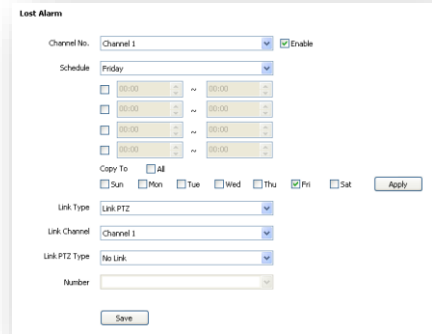 Lost Alarm
Channel No. Channel 1 Enable
Schedule Friday
00:00 ~ 00:00
00:00 ~ 00:00
00:00 ~ 00:00
00:00 ~ 00:00
Copy To All
Sun Mon Tue Wed Thu Fri Sat Apply
Link Type Link PTZ
Link Channel Channel 1
Link PTZ Type No Link
Number
Save